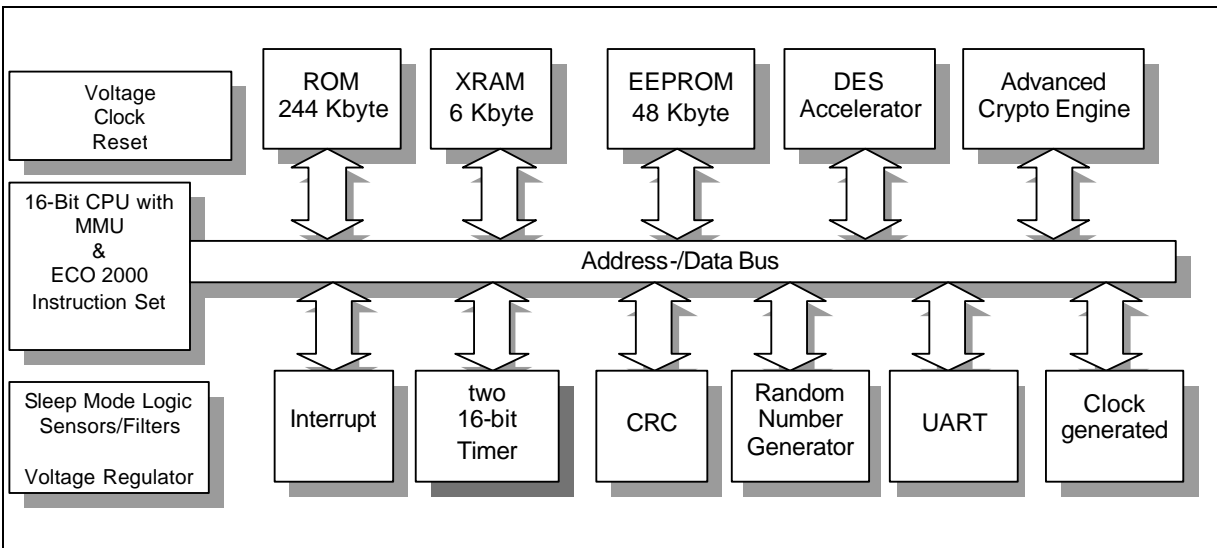 Voltage
Clock
Reset
ROM
244 Kbyte
XRAM
6 Kbyte
EEPROM
48 Kbyte
DES
Accelerator
Advanced
Crypto Engine
16-Bit CPU with
MMU
&
ECO 2000
Instruction Set
Address-/Data Bus
Sleep Mode Logic
Sensors/Filters
Voltage Regulator
Interrupt
two
16-bit
Timer
CRC
Random
Number
Generator
UART
Clock
generated